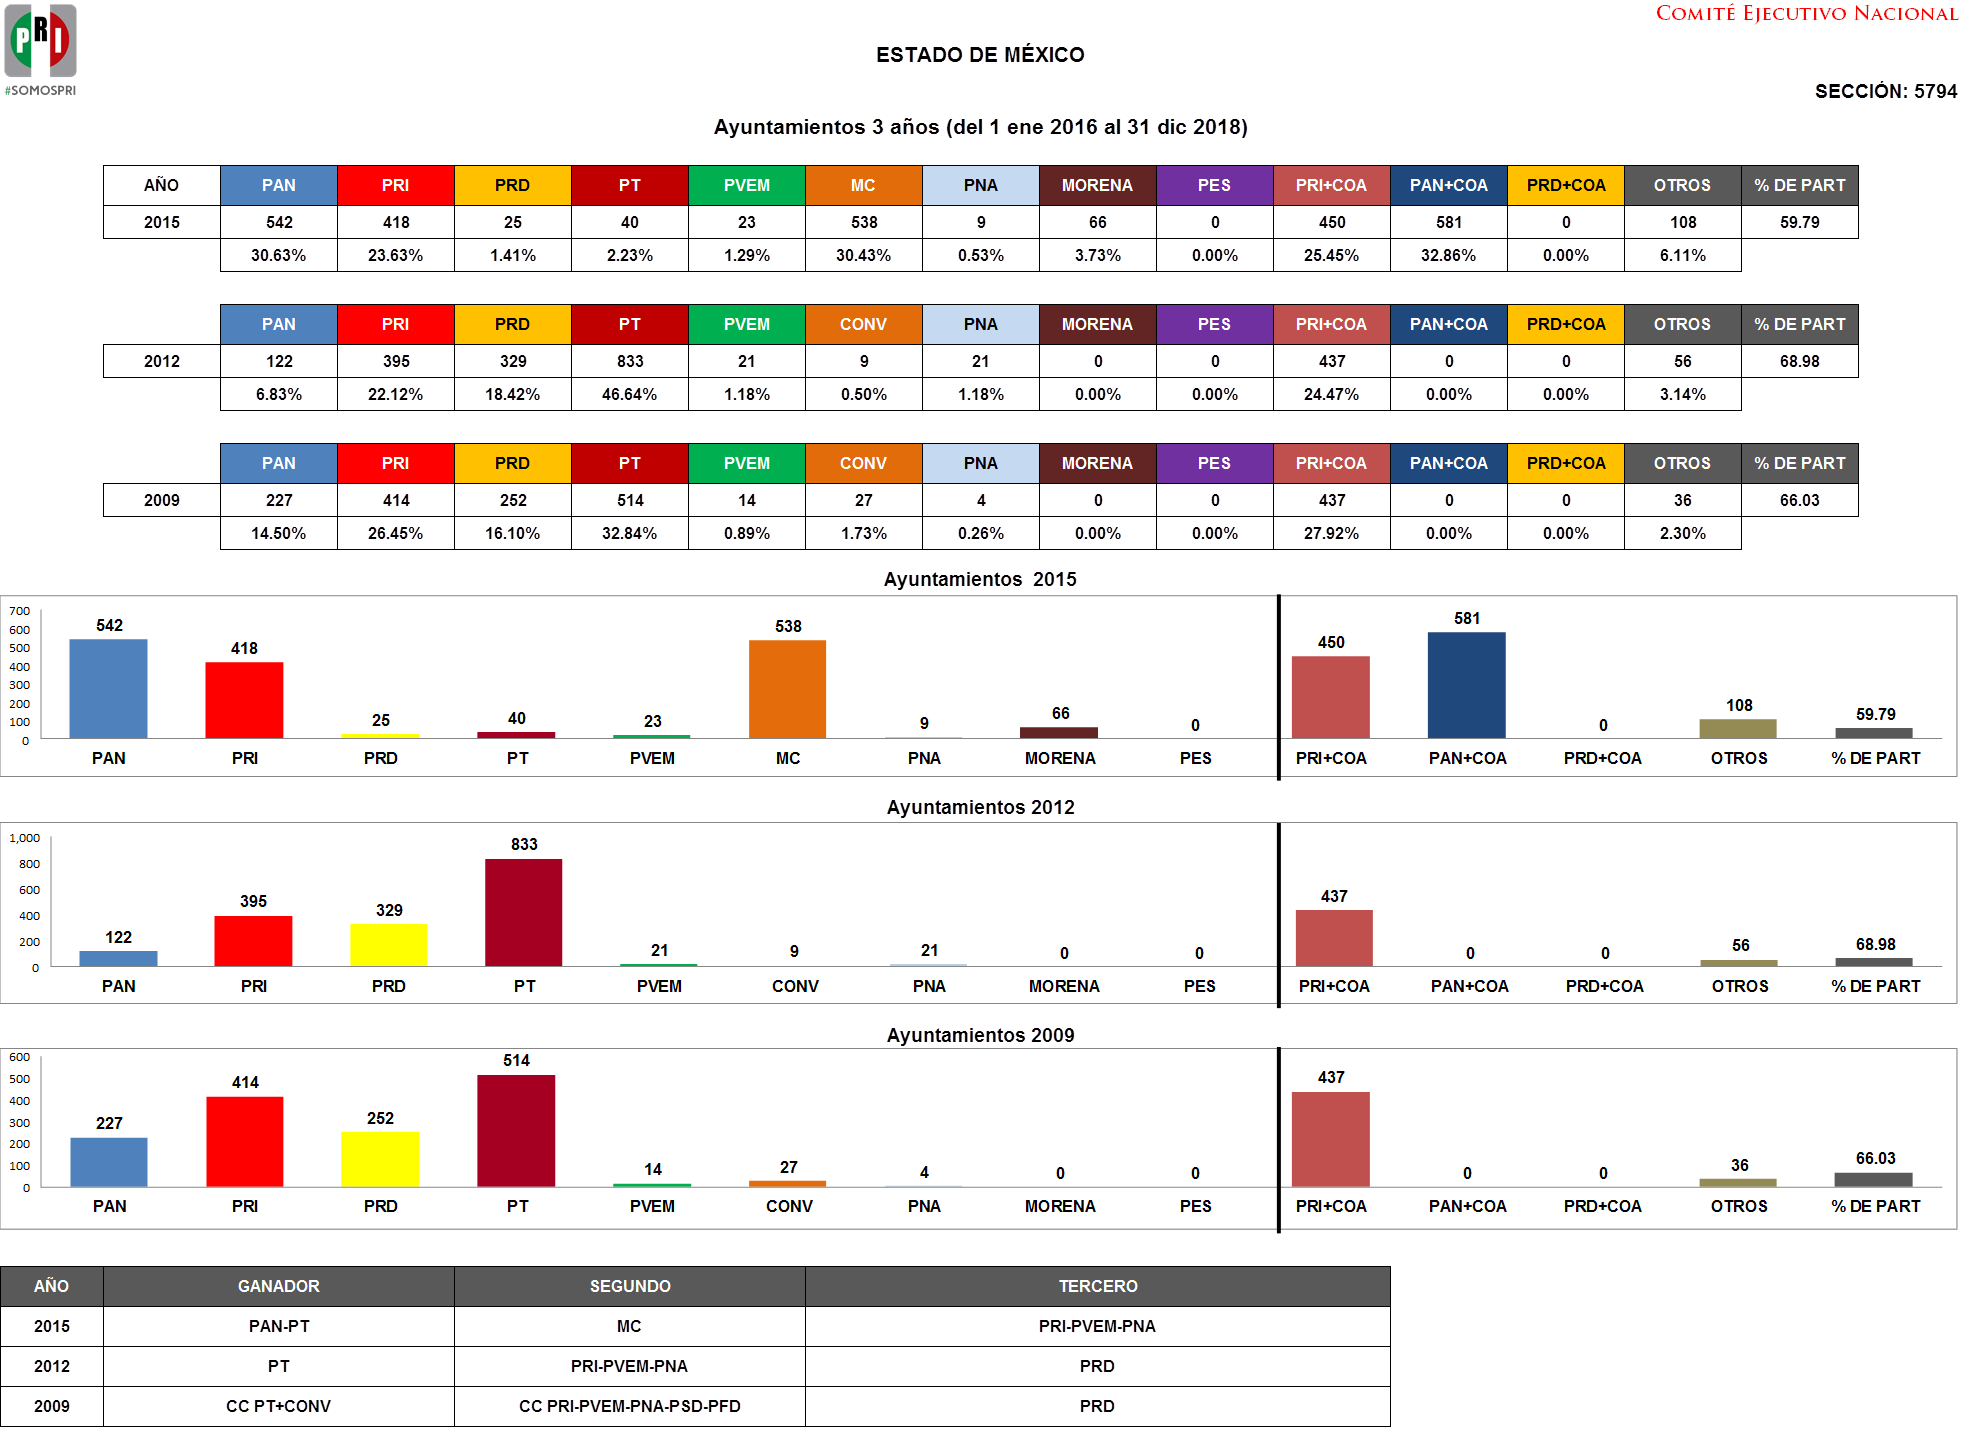 COMITÉ EJECUTIVO NACIONAL
PRI
#SOMOSPRI
ESTADO DE MÉXICO
SECCIÓN: 5794
Ayuntamientos 3 años (del 1 ene 2016 al 31 dic 2018)
AÑO PAN PRI PRD PT PVEM MC PNA MORENA PES PRI+COA PAN+COA PRD+COA OTROS % DE PART
2015 542 418 25 40 23 538 9 66 0 450 581 0 108 59.79
30.63% 23.63% 1.41% 2.23% 1.29% 30.43% 0.53% 3.73% 0.00% 25.45% 32.86% 0.00% 6.11%
PAN PRI PRD PT PVEM CONV PNA MORENA PES PRI+COA PAN+COA PRD+COA OTROS % DE PART
2012 122 395 329 833 21 9 21 0 0 437 0 0 56 68.98
6.83% 22.12% 18.42% 46.64% 1.18% 0.50% 1.18% 0.00% 0.00% 24.47% 0.00% 0.00% 3.14%
PAN PRI PRD PT PVEM CONV PNA MORENA PES PRI+COA PAN+COA PRD+COA OTROS % DE PART
2009 227 414 252 514 14 27 4 0 0 437 0 0 36 66.03
14.50% 26.45% 16.10% 32.84% 0.89% 1.73% 0.26% 0.00% 0.00% 27.92% 0.00% 0.00% 2.30%
Ayuntamientos 2015
700
600
500
400
300
200
100
0
542 418 25 40 23 538 9 66 0 450 581 0 108 59.79
PAN PRI PRD PT PVEM MC PNA MORENA PES PRI+COA PAN+COA PRD+COA OTROS % DE PART
Ayuntamientos 2012
1,000
800
600
400
200
0
122 395 329 833 21 9 21 0 0 437 0 0 56 68.98
PAN PRI PRD PT PVEM CONV PNA MORENA PES PRI+COA PAN+COA PRD+COA OTROS % DE PART
Ayuntamientos 2009
600
500
400
300
200
100
0
227 414 252 514 14 27 4 0 0 437 0 0 36 66.03
PAN PRI PRD PT PVEM CONV PNA MORENA PES PRI+COA PAN+COA PRD+COA OTROS % DE PART
AÑO GANADOR SEGUNDO TERCERO
2015 PAN-PT MC PRI-PVEM-PNA
2012 PT PRI-PVEM-PNA PRD
2009 CC PT+CONV CC PRI-PVEM-PNA-PSD-PFD PRD